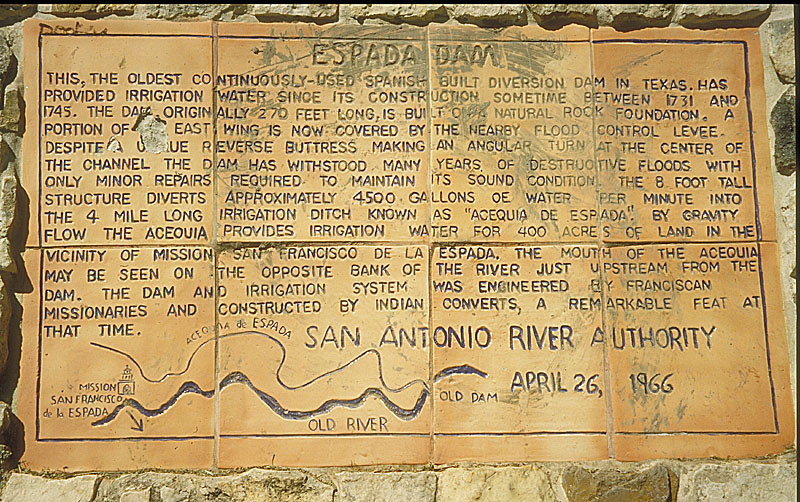 ESPADA DAM
THIS, THE OLDEST CONTINUOUSLY-USED SPANISH BUILT DIVERSION DAM IN TEXAS. HAS
PROVIDED IRRIGATION WATER SINCE ITS CONSTRUCTION SOMETIME BETWEEN 1731 AND
1745. THE DAM, ORIGINALLY 270 FEET LONG, IS BUILT ON A NATURAL ROCK FOUNDATION. A
PORTION OF EAST WING IS NOW COVERED BY THE NEARBY FLOOD CONTROL LEVEE.
DESPITE REVERSE BUTTRESS MAKING AN ANGULAR TURN AT THE CENTER OF
THE CHANNEL THE DAM HAS WITHSTOOD MANY YEARS OF DESTRUCTIVE FLOODS WITH
ONLY MINOR REPAIRS REQUIRED TO MAINTAIN ITS SOUND CONDITION. THE 8 FOOT TALL
STRUCTURE DIVERTS APPROXIMATELY 4500 GALLONS OE WATER PER MINUTE INTO
THE 4 MILE LONG IRRIGATION DITCH KNOWN AS "ACEQUIA DE ESPADA". BY GRAVITY
FLOW THE ACEQUIA PROVIDES IRRIGATION WATER FOR 400 ACRES OF LAND IN THE
VICINITY OF MISSION SAN FRANCISCO DE LA ESPADA. THE MOUTH OF THE ACEQUIA
MAY BE SEEN ON THE OPPOSITE BANK OF THE RIVER JUST UPSTREAM FROM THE
DAM. THE DAM AND IRRIGATION SYSTEM WAS ENGINEERED BY FRANCISCAN
MISSIONARIES AND CONSTRUCTED BY INDIAN CONVERTS, A REMARKABLE FEAT AT
THAT TIME.
SAN ANTONIO RIVER AUTHORITY
APRIL 26, 1966
ACEQUIA de ESPADA
MISSION
SAN FRANCISCO
de la ESPADA
OLD RIVER
OLD DAM